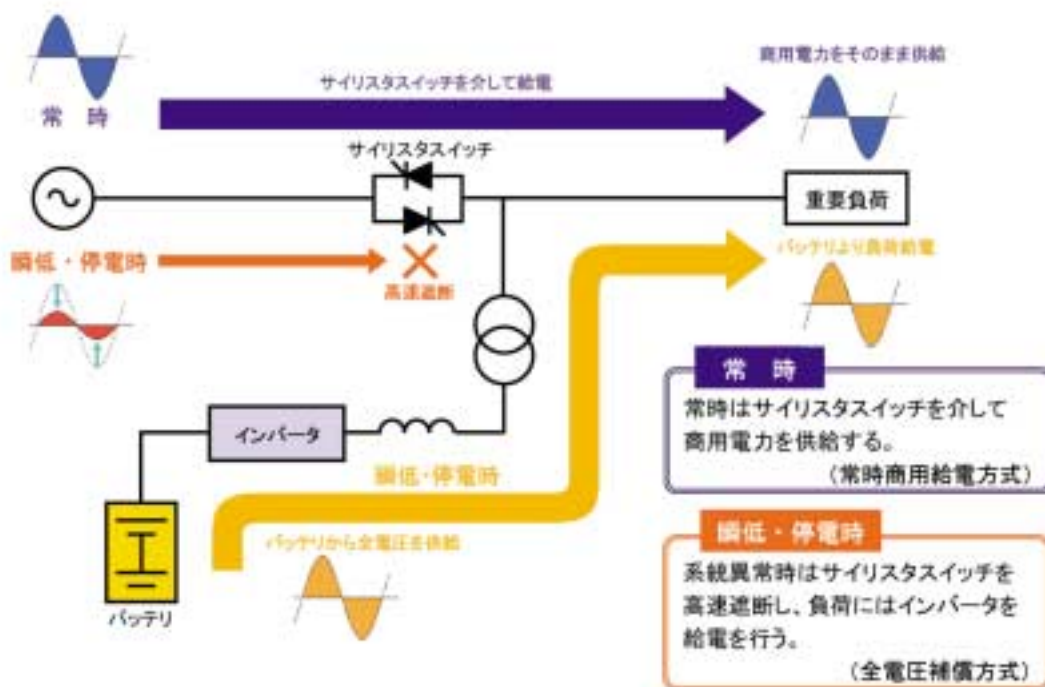 商用電力をそのまま供給
サイリスタスイッチを介して給電
常 時
サイリスタスイッチ
重要負荷
瞬低・停電時
高速遮断
バッテリより負荷給電
インバータ
瞬低・停電時
バッテリから全電圧を供給
バッテリ
常 時
常時はサイリスタスイッチを介して
商用電力を供給する。
(常時商用給電方式)
瞬低・停電時
系統異常時はサイリスタスイッチを
高速遮断し、負荷にはインバータを
給電を行う。
(全電圧補償方式)